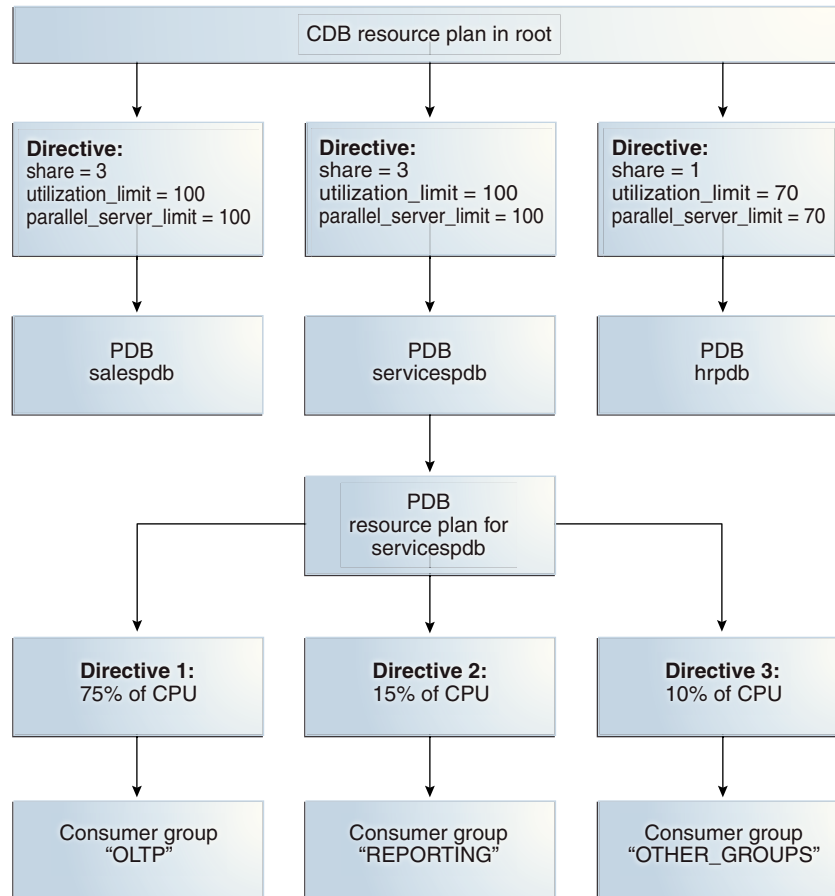 CDB resource plan in root
Directive:
share = 3
utilization_limit = 100
parallel_server_limit = 100
Directive:
share = 3
utilization_limit = 100
parallel_server_limit = 100
Directive:
share = 1
utilization_limit = 70
parallel_server_limit = 70
PDB
salespdb
PDB
servicespdb
PDB
hrpdb
PDB
resource plan for
servicespdb
Directive 1:
75% of CPU
Directive 2:
15% of CPU
Directive 3:
10% of CPU
Consumer group
“OLTP”
Consumer group
“REPORTING”
Consumer group
“OTHER_GROUPS”